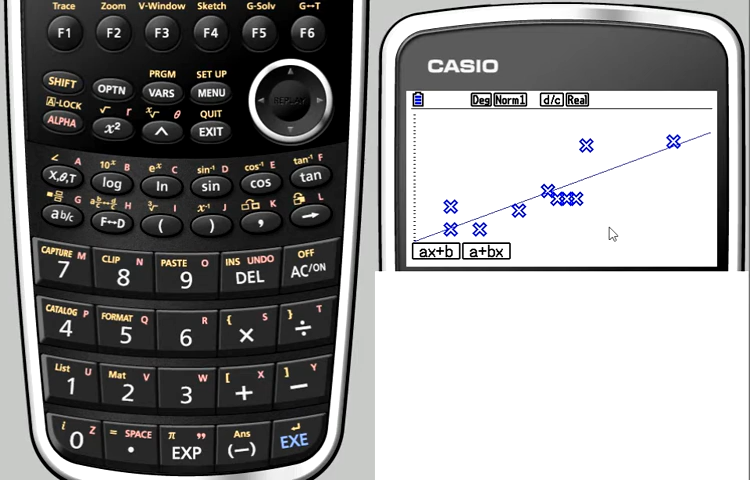 Trace Zoom V-Window Sketch G-Solv G↔T
F1 F2 F3 F4 F5 F6
SHIFT OPTN PRGM VARS SET UP MENU
REPLAY
A-LOCK ALPHA √ r x² ˣ√ θ ^ QUIT EXIT
∠ A 10ˣ B eˣ C sin⁻¹ D cos⁻¹ E tan⁻¹ F
X,θ,T log ln sin cos tan
G H ³√ I x⁻¹ J K L
a b/c F↔D ( ) , →
CAPTURE M CLIP N PASTE O INS UNDO OFF
7 8 9 DEL AC/ON
CATALOG P FORMAT Q R { S } T
4 5 6 × ÷
List U Mat V W [ X ] Y
1 2 3 + −
i Z = SPACE π " Ans ↵
0 . EXP (−) EXE
CASIO
Deg Norm1 d/c Real
ax+b a+bx